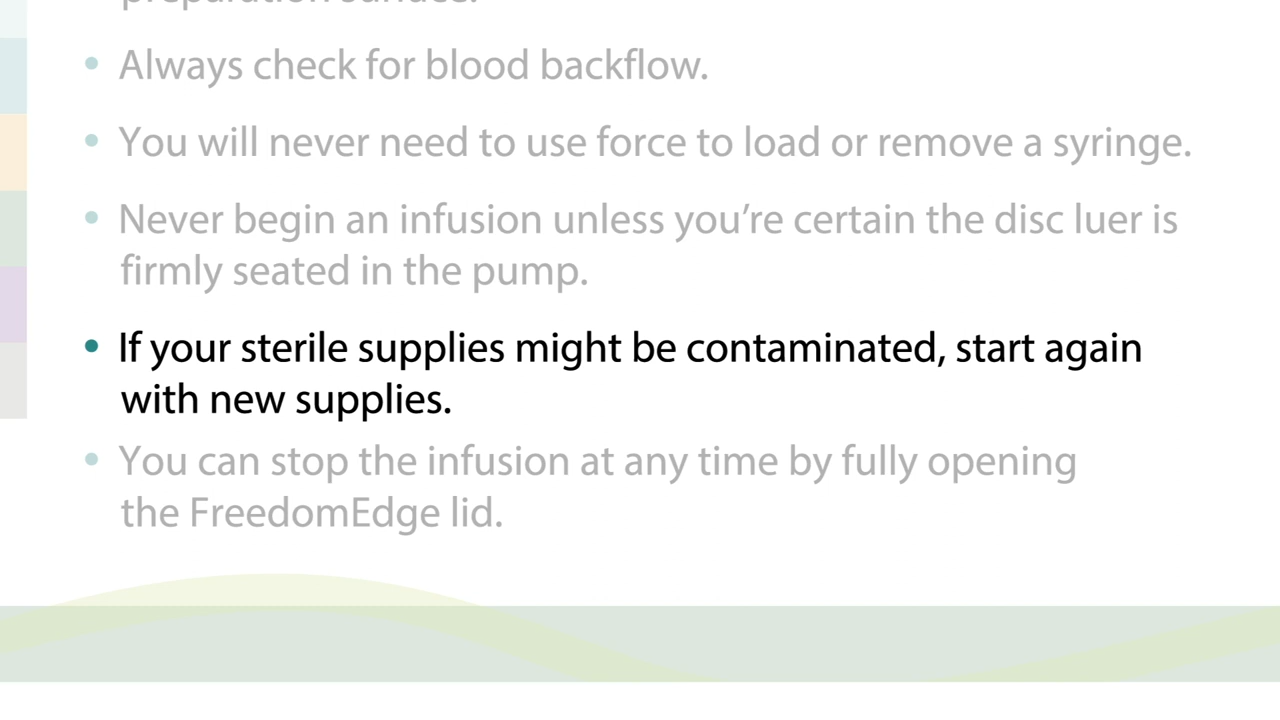 preparation surface.
• Always check for blood backflow.
• You will never need to use force to load or remove a syringe.
• Never begin an infusion unless you’re certain the disc luer is
firmly seated in the pump.
• If your sterile supplies might be contaminated, start again
with new supplies.
• You can stop the infusion at any time by fully opening
the FreedomEdge lid.